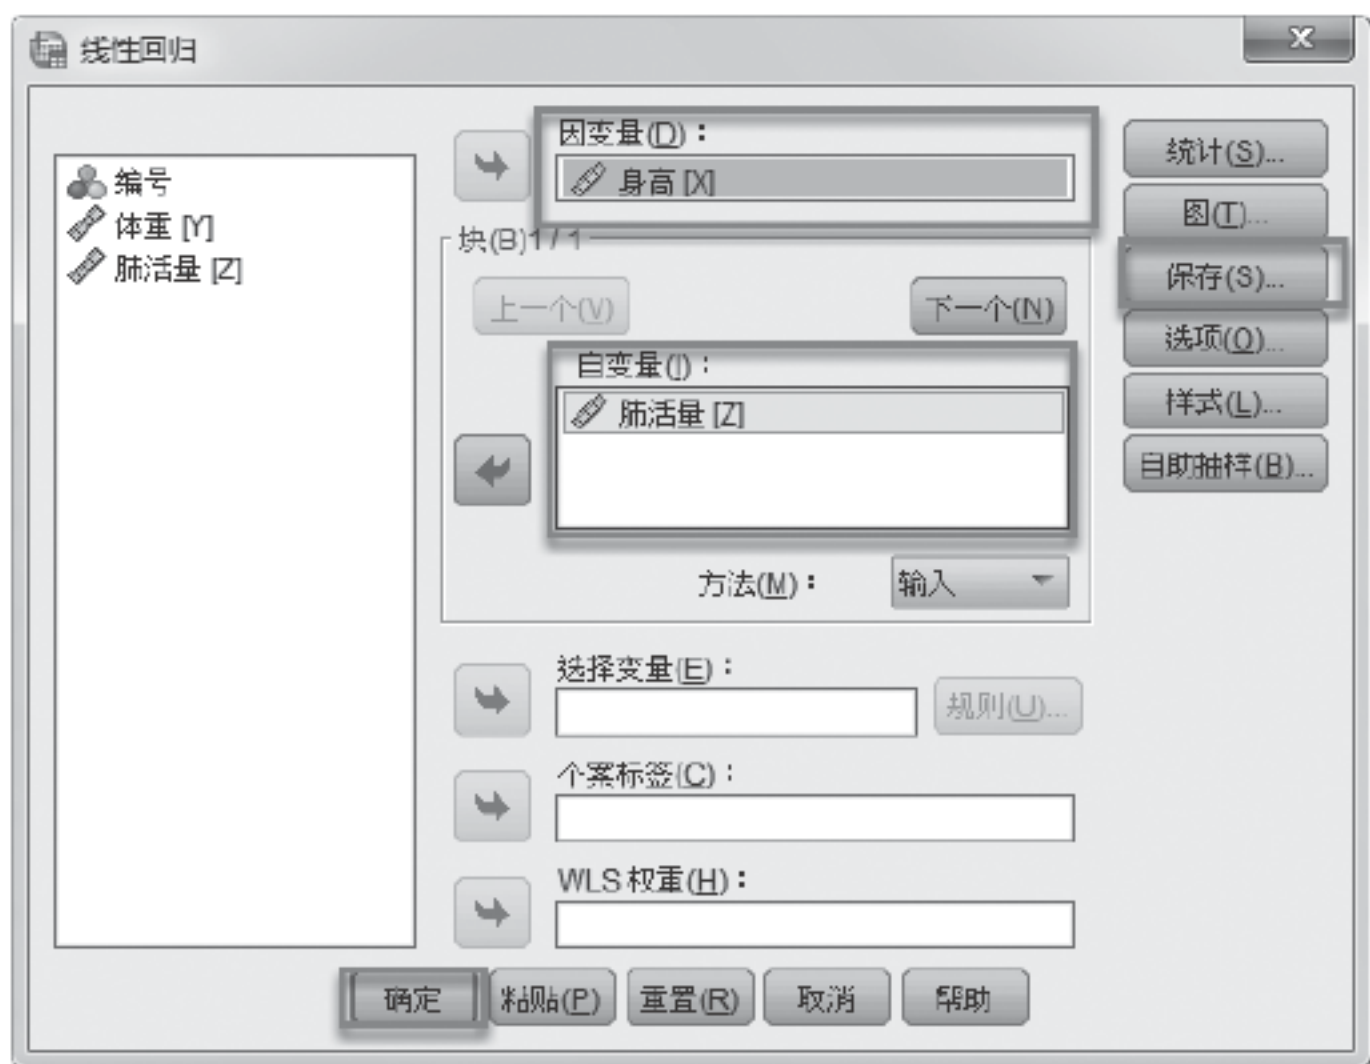 线性回归
编号
体重 [Y]
肺活量 [Z]
因变量(D)：
身高 [X]
块(B)1 / 1
上一个(V)
下一个(N)
自变量(I)：
肺活量 [Z]
方法(M)：
输入
选择变量(E)：
规则(U)...
个案标签(C)：
WLS 权重(H)：
统计(S)...
图(T)...
保存(S)...
选项(O)...
样式(L)...
自助抽样(B)...
确定
粘贴(P)
重置(R)
取消
帮助